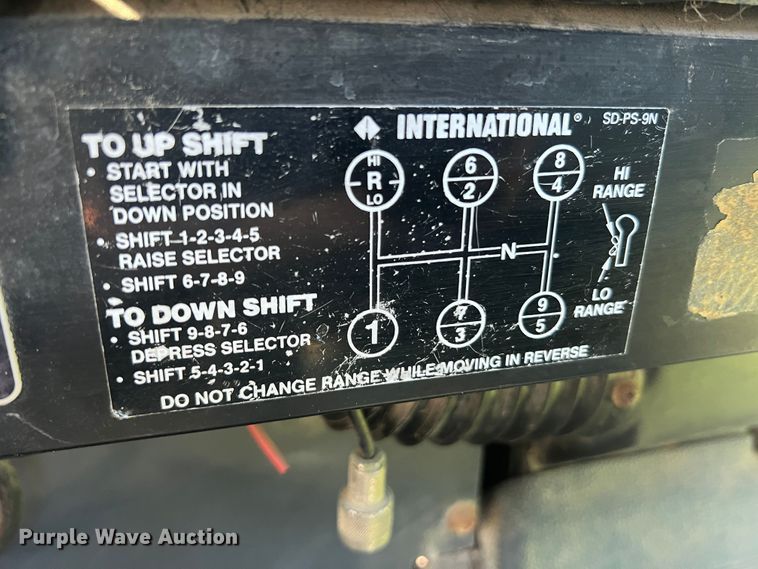 INTERNATIONAL® SD-PS-9N
TO UP SHIFT
• START WITH
SELECTOR IN
DOWN POSITION
• SHIFT 1-2-3-4-5
RAISE SELECTOR
• SHIFT 6-7-8-9
TO DOWN SHIFT
• SHIFT 9-8-7-6
DEPRESS SELECTOR
• SHIFT 5-4-3-2-1
HI
R
LO
6
2
8
4
N
1
7
3
9
5
HI
RANGE
LO
RANGE
DO NOT CHANGE RANGE WHILE MOVING IN REVERSE
Purple Wave Auction